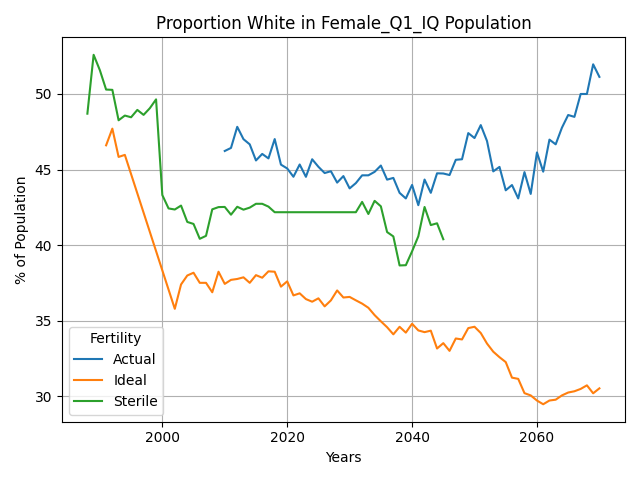 Proportion White in Female_Q1_IQ Population
% of Population
50
45
40
35
30
Fertility
Actual
Ideal
Sterile
2000
2020
2040
2060
Years